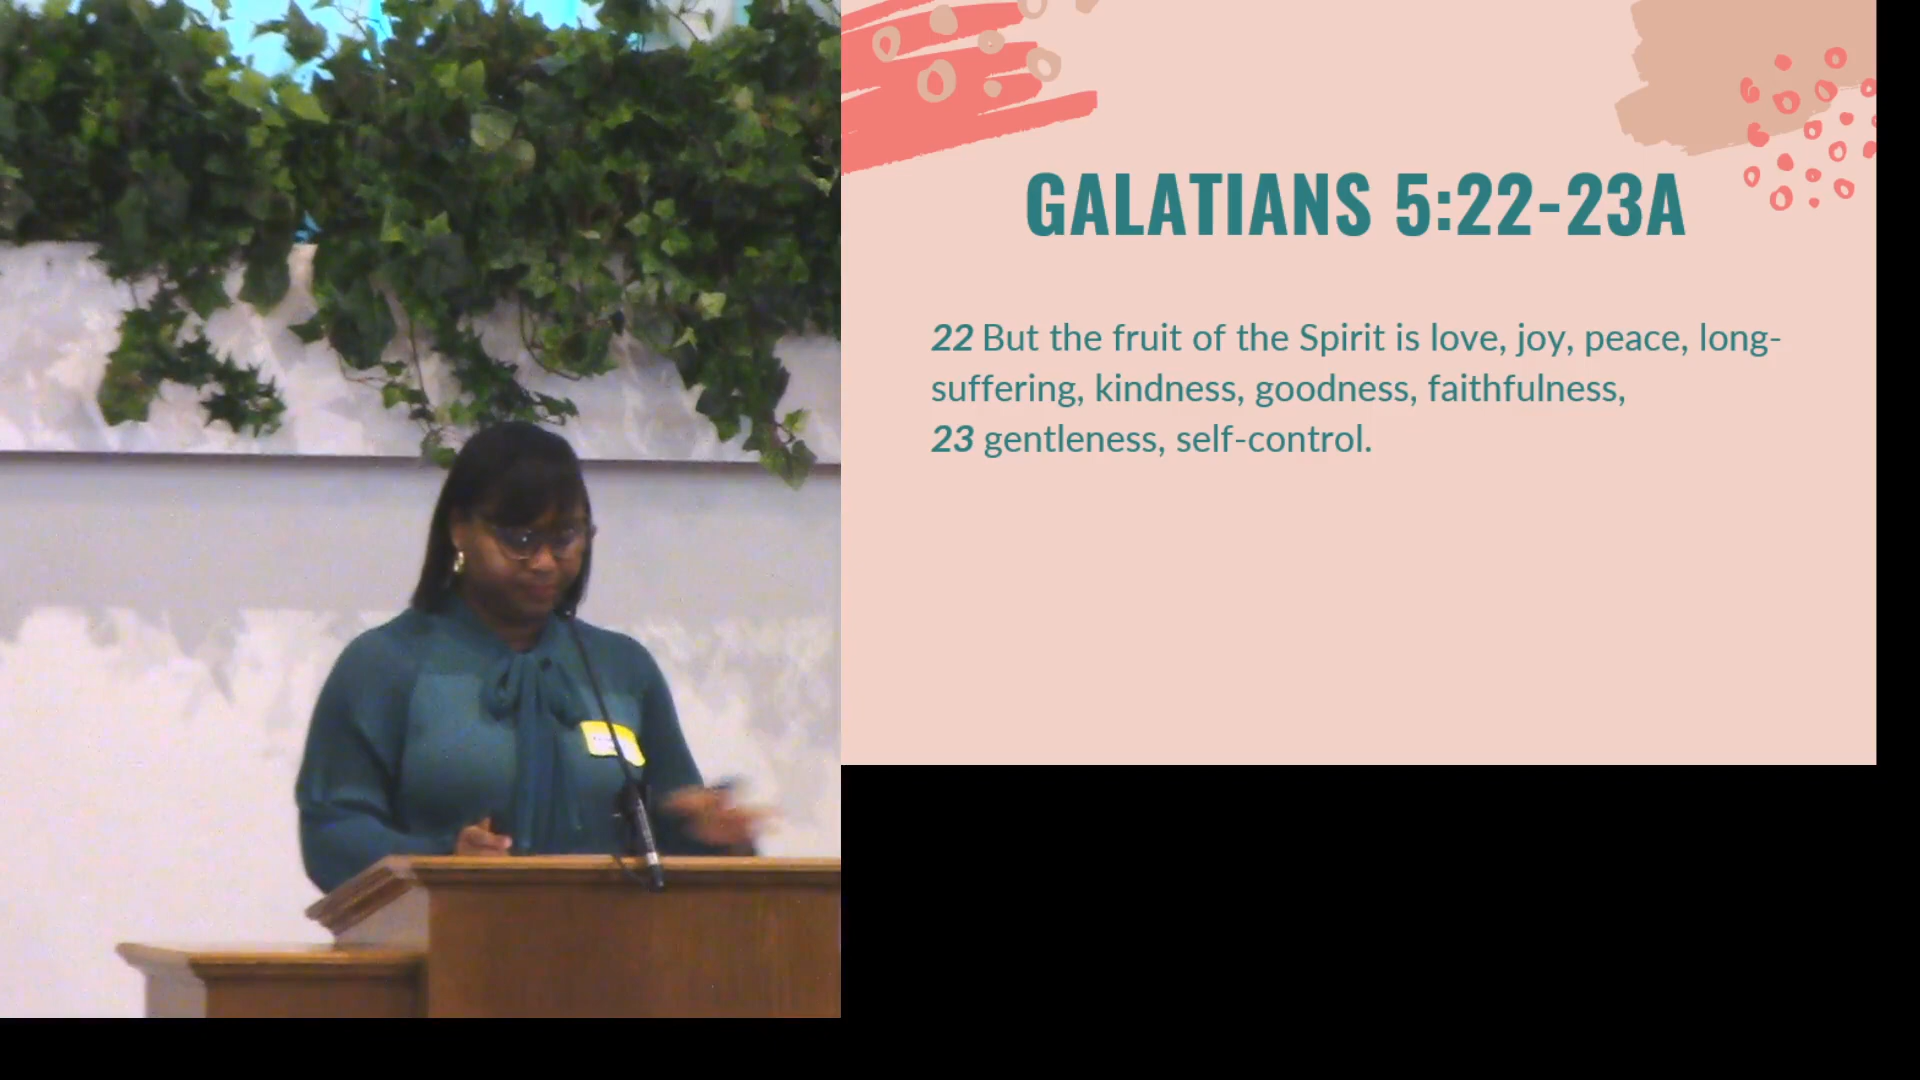 GALATIANS 5:22-23A
22 But the fruit of the Spirit is love, joy, peace, long-
suffering, kindness, goodness, faithfulness,
23 gentleness, self-control.